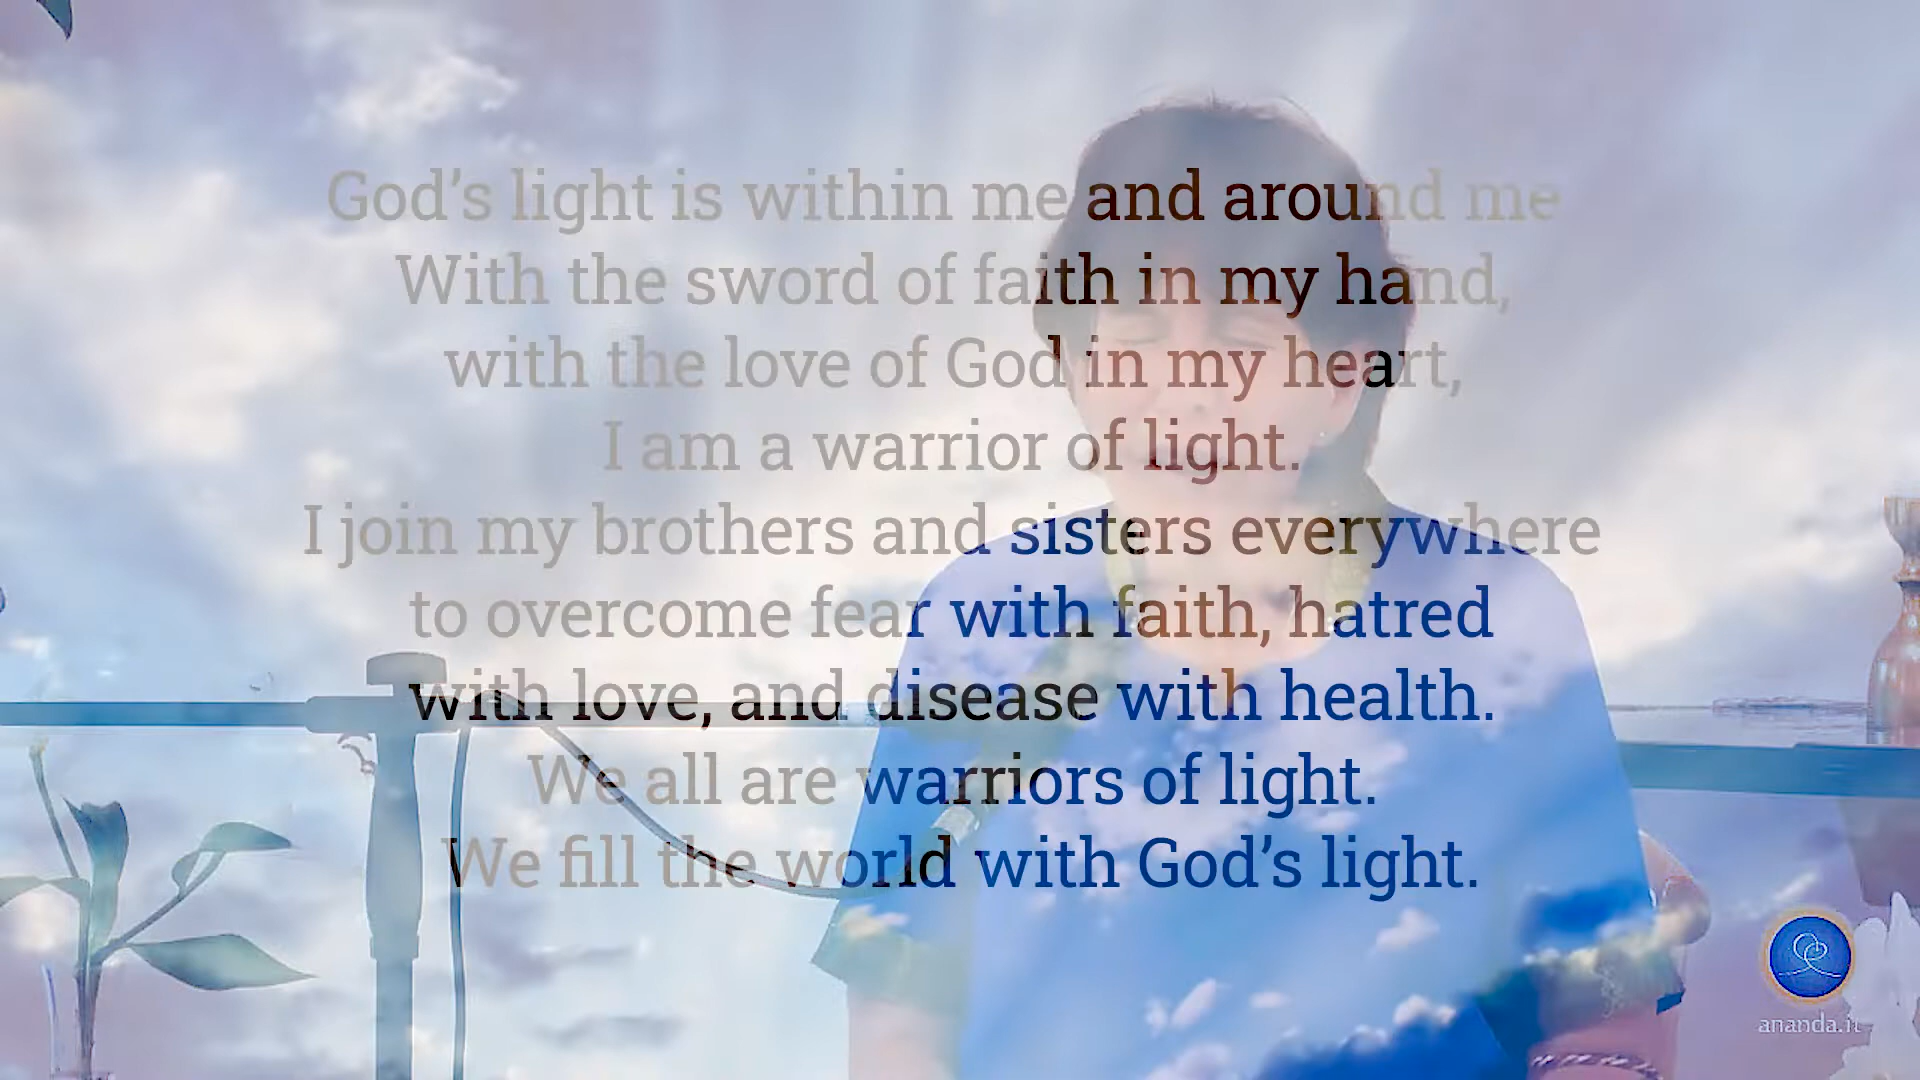 God’s light is within me and around me
With the sword of faith in my hand,
with the love of God in my heart,
I am a warrior of light.
I join my brothers and sisters everywhere
to overcome fear with faith, hatred
with love, and disease with health.
We all are warriors of light.
We fill the world with God’s light.
ananda.it